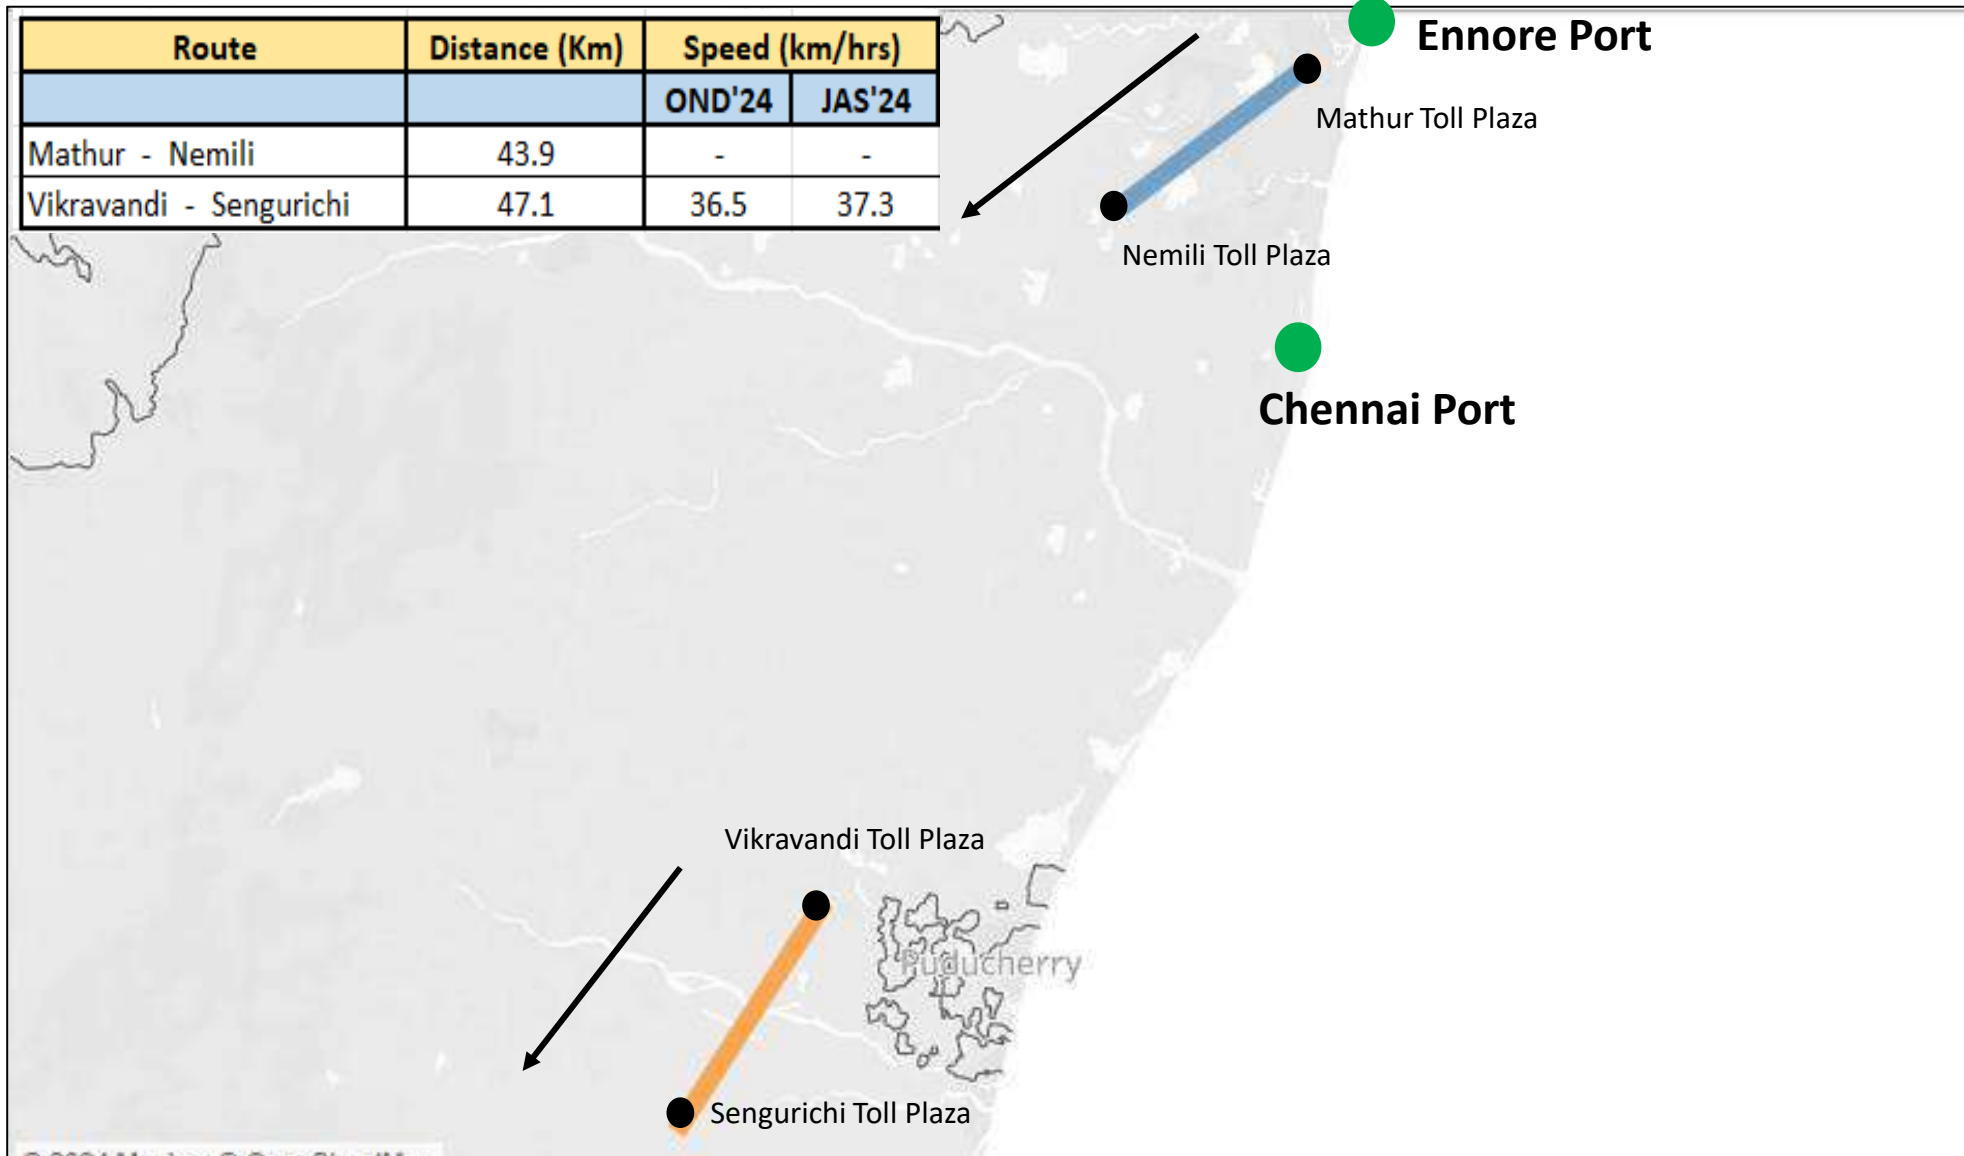 Route Distance (Km) Speed (km/hrs)
OND'24 JAS'24
Mathur - Nemili 43.9 - -
Vikravandi - Sengurichi 47.1 36.5 37.3
Ennore Port
Mathur Toll Plaza
Nemili Toll Plaza
Chennai Port
Vikravandi Toll Plaza
Puducherry
Sengurichi Toll Plaza